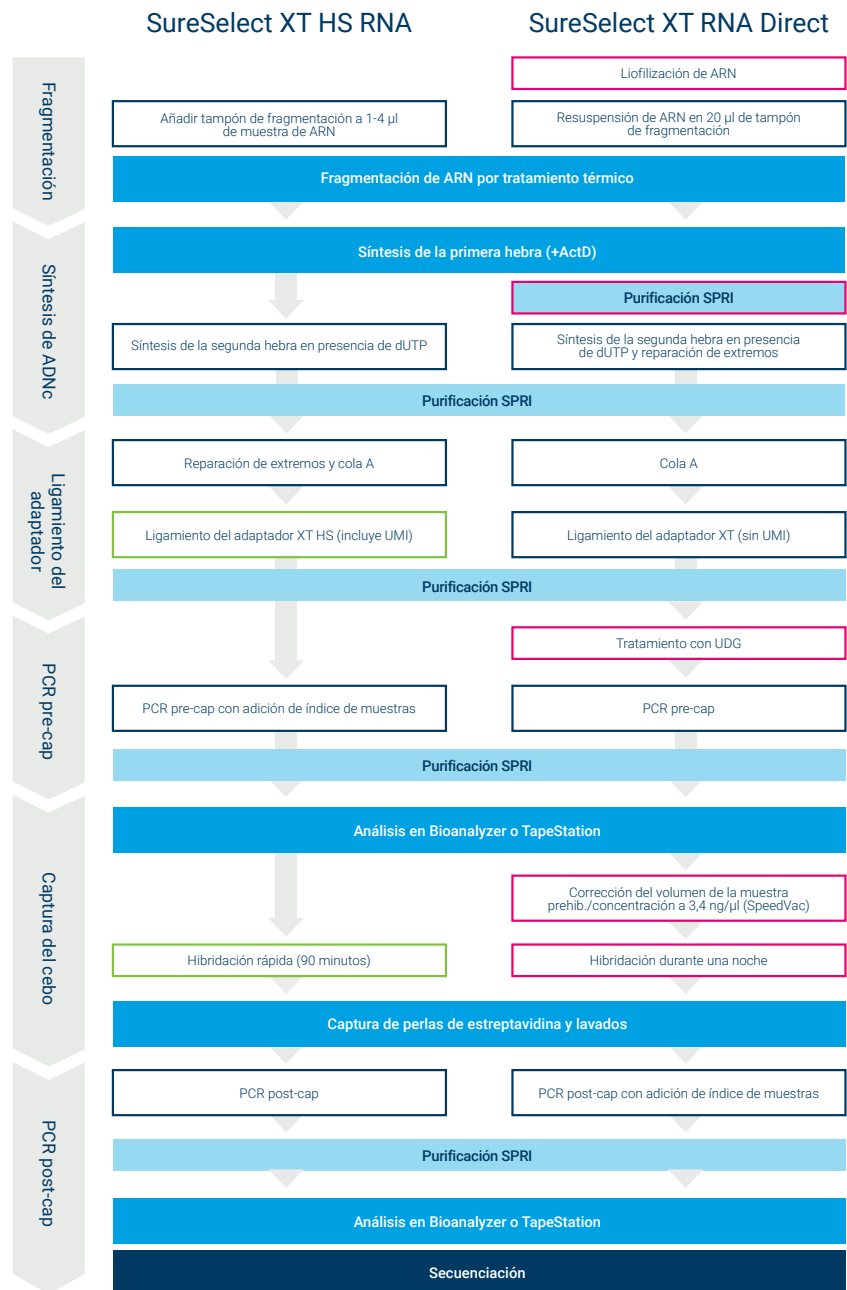 SureSelect XT HS RNA
SureSelect XT RNA Direct
Fragmentación
Liofilización de ARN
Añadir tampón de fragmentación a 1-4 µl
de muestra de ARN
Resuspensión de ARN en 20 µl de tampón
de fragmentación
Fragmentación de ARN por tratamiento térmico
Síntesis de ADNc
Síntesis de la primera hebra (+ActD)
Purificación SPRI
Síntesis de la segunda hebra en presencia de dUTP
Síntesis de la segunda hebra en presencia
de dUTP y reparación de extremos
Purificación SPRI
Ligamiento del
adaptador
Reparación de extremos y cola A
Cola A
Ligamiento del adaptador XT HS (incluye UMI)
Ligamiento del adaptador XT (sin UMI)
Purificación SPRI
PCR pre-cap
Tratamiento con UDG
PCR pre-cap con adición de índice de muestras
PCR pre-cap
Purificación SPRI
Captura del cebo
Análisis en Bioanalyzer o TapeStation
Corrección del volumen de la muestra
prehib./concentración a 3,4 ng/µl (SpeedVac)
Hibridación rápida (90 minutos)
Hibridación durante una noche
Captura de perlas de estreptavidina y lavados
PCR post-cap
PCR post-cap
PCR post-cap con adición de índice de muestras
Purificación SPRI
Análisis en Bioanalyzer o TapeStation
Secuenciación